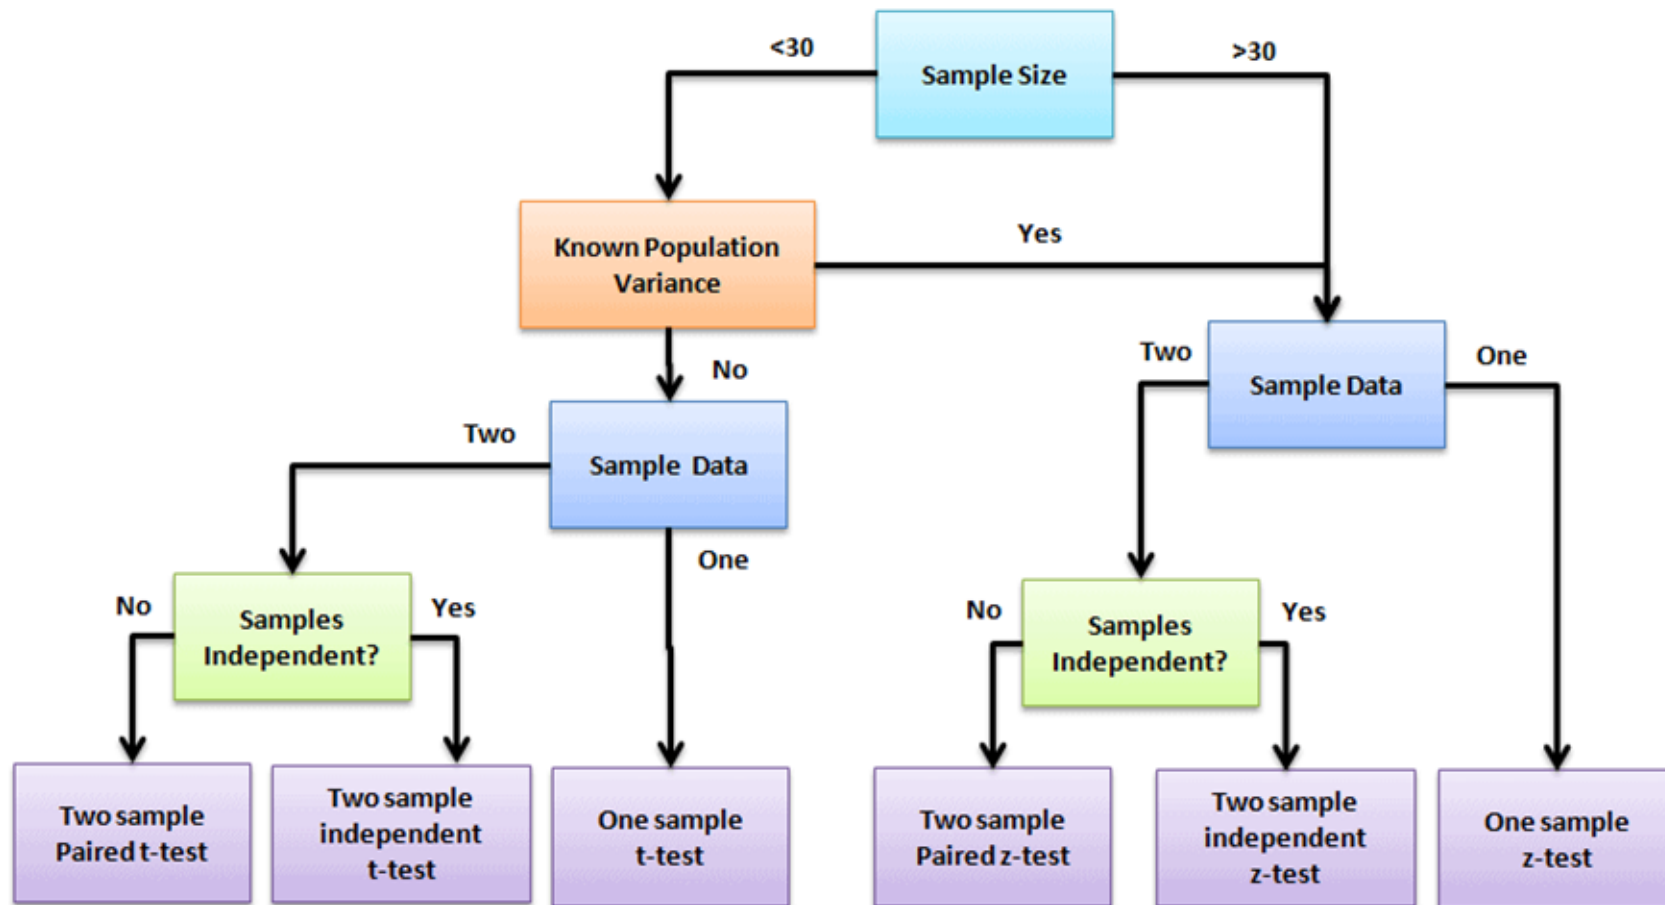 <30
Sample Size
>30
Known Population
Variance
Yes
No
Two
Sample Data
One
Two
Sample Data
One
No
Samples
Independent?
Yes
No
Samples
Independent?
Yes
Two sample
Paired t-test
Two sample
independent
t-test
One sample
t-test
Two sample
Paired z-test
Two sample
independent
z-test
One sample
z-test